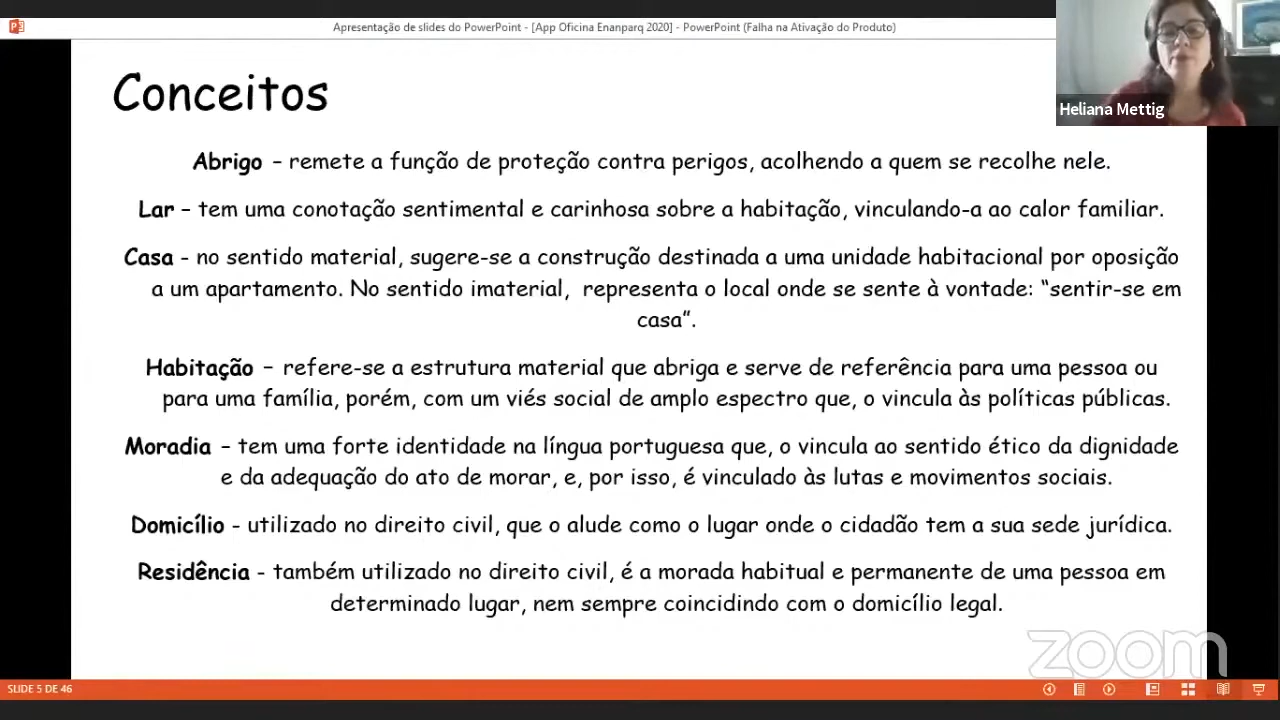 Apresentação de slides do PowerPoint - [App Oficina Enanparq 2020] - PowerPoint (Falha na Ativação do Produto)
Heliana Mettig
Conceitos
Abrigo – remete a função de proteção contra perigos, acolhendo a quem se recolhe nele.
Lar – tem uma conotação sentimental e carinhosa sobre a habitação, vinculando-a ao calor familiar.
Casa - no sentido material, sugere-se a construção destinada a uma unidade habitacional por oposição
a um apartamento. No sentido imaterial, representa o local onde se sente à vontade: “sentir-se em
casa”.
Habitação – refere-se a estrutura material que abriga e serve de referência para uma pessoa ou
para uma família, porém, com um viés social de amplo espectro que, o vincula às políticas públicas.
Moradia – tem uma forte identidade na língua portuguesa que, o vincula ao sentido ético da dignidade
e da adequação do ato de morar, e, por isso, é vinculado às lutas e movimentos sociais.
Domicílio - utilizado no direito civil, que o alude como o lugar onde o cidadão tem a sua sede jurídica.
Residência - também utilizado no direito civil, é a morada habitual e permanente de uma pessoa em
determinado lugar, nem sempre coincidindo com o domicílio legal.
zoom
SLIDE 5 DE 46